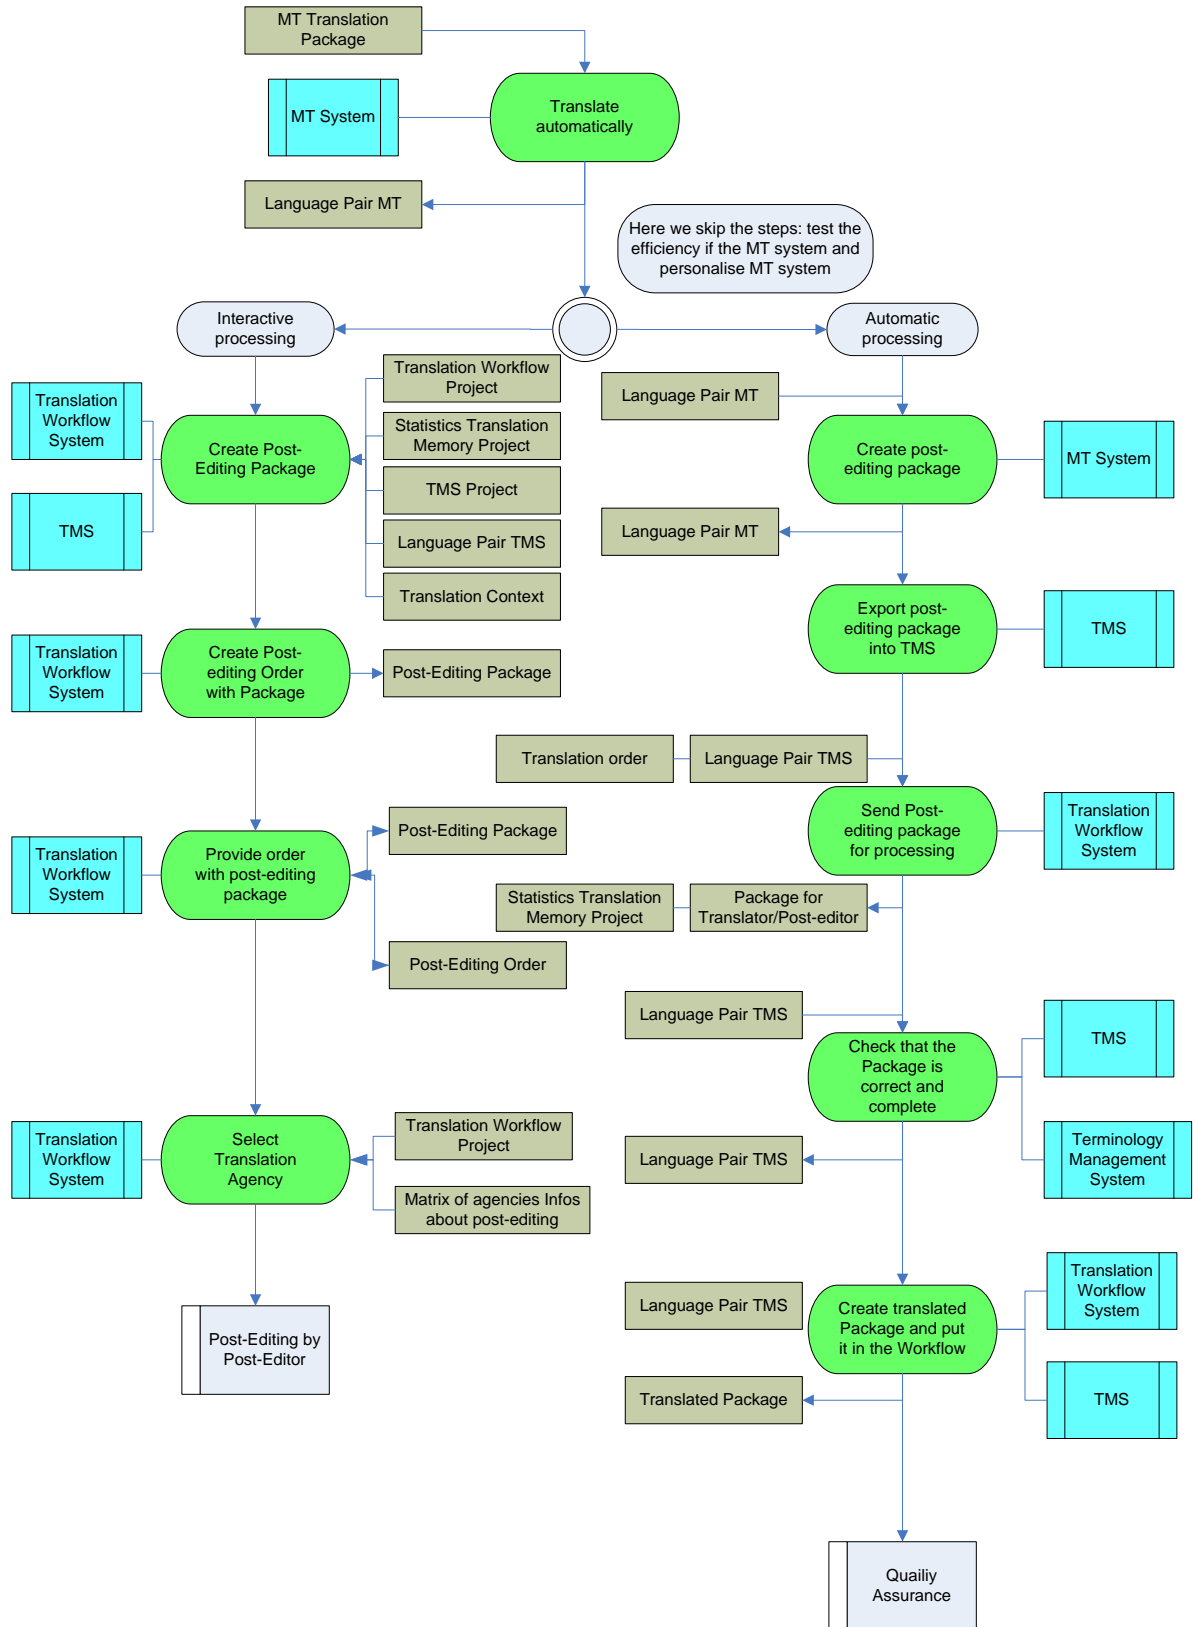 MT Translation
Package
MT System
Translate
automatically
Language Pair MT
Here we skip the steps: test the
efficiency if the MT system and
personalise MT system
Interactive
processing
Automatic
processing
Translation
Workflow
System
TMS
Create Post-
Editing Package
Translation Workflow
Project
Statistics Translation
Memory Project
TMS Project
Language Pair TMS
Translation Context
Language Pair MT
Create post-
editing package
MT System
Language Pair MT
Export post-
editing package
into TMS
TMS
Translation
Workflow
System
Create Post-
editing Order
with Package
Post-Editing Package
Translation order
Language Pair TMS
Send Post-
editing package
for processing
Translation
Workflow
System
Translation
Workflow
System
Provide order
with post-editing
package
Post-Editing Package
Post-Editing Order
Statistics Translation
Memory Project
Package for
Translator/Post-editor
Language Pair TMS
Check that the
Package is
correct and
complete
TMS
Terminology
Management
System
Language Pair TMS
Translation
Workflow
System
Select
Translation
Agency
Translation Workflow
Project
Matrix of agencies Infos
about post-editing
Post-Editing by
Post-Editor
Language Pair TMS
Create translated
Package and put
it in the Workflow
Translation
Workflow
System
TMS
Translated Package
Quailiy
Assurance